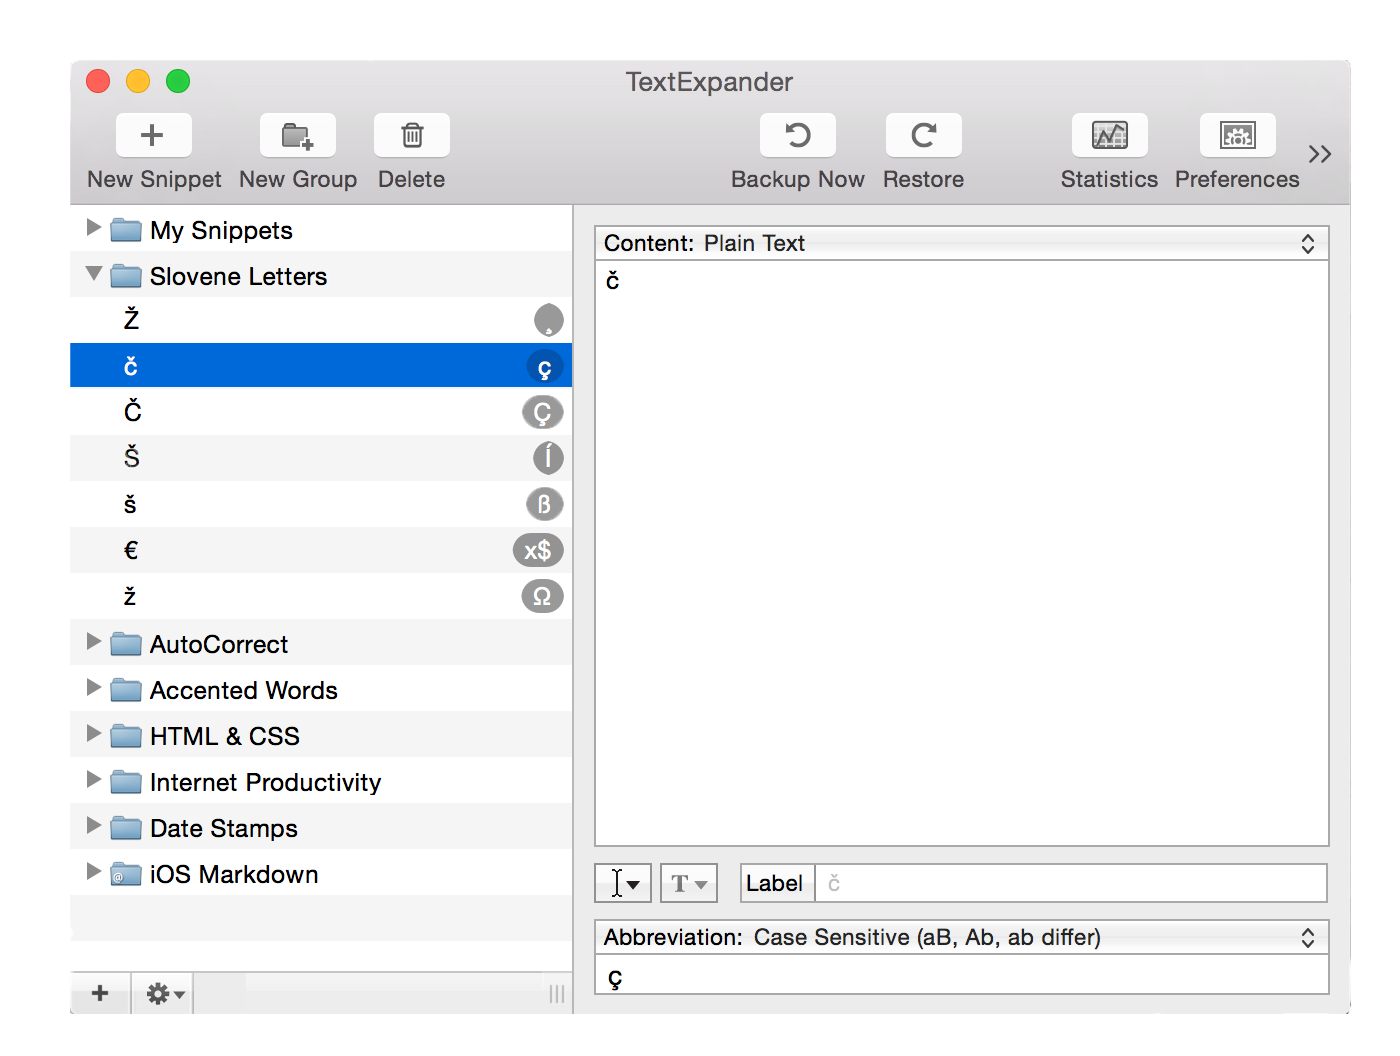 TextExpander
New Snippet New Group Delete Backup Now Restore Statistics Preferences
My Snippets
Slovene Letters
Ž ¸
č ç
Č Ç
Š Í
š ß
€ x$
ž Ω
AutoCorrect
Accented Words
HTML & CSS
Internet Productivity
Date Stamps
iOS Markdown
Content: Plain Text
č
T
Label č
Abbreviation: Case Sensitive (aB, Ab, ab differ)
ç